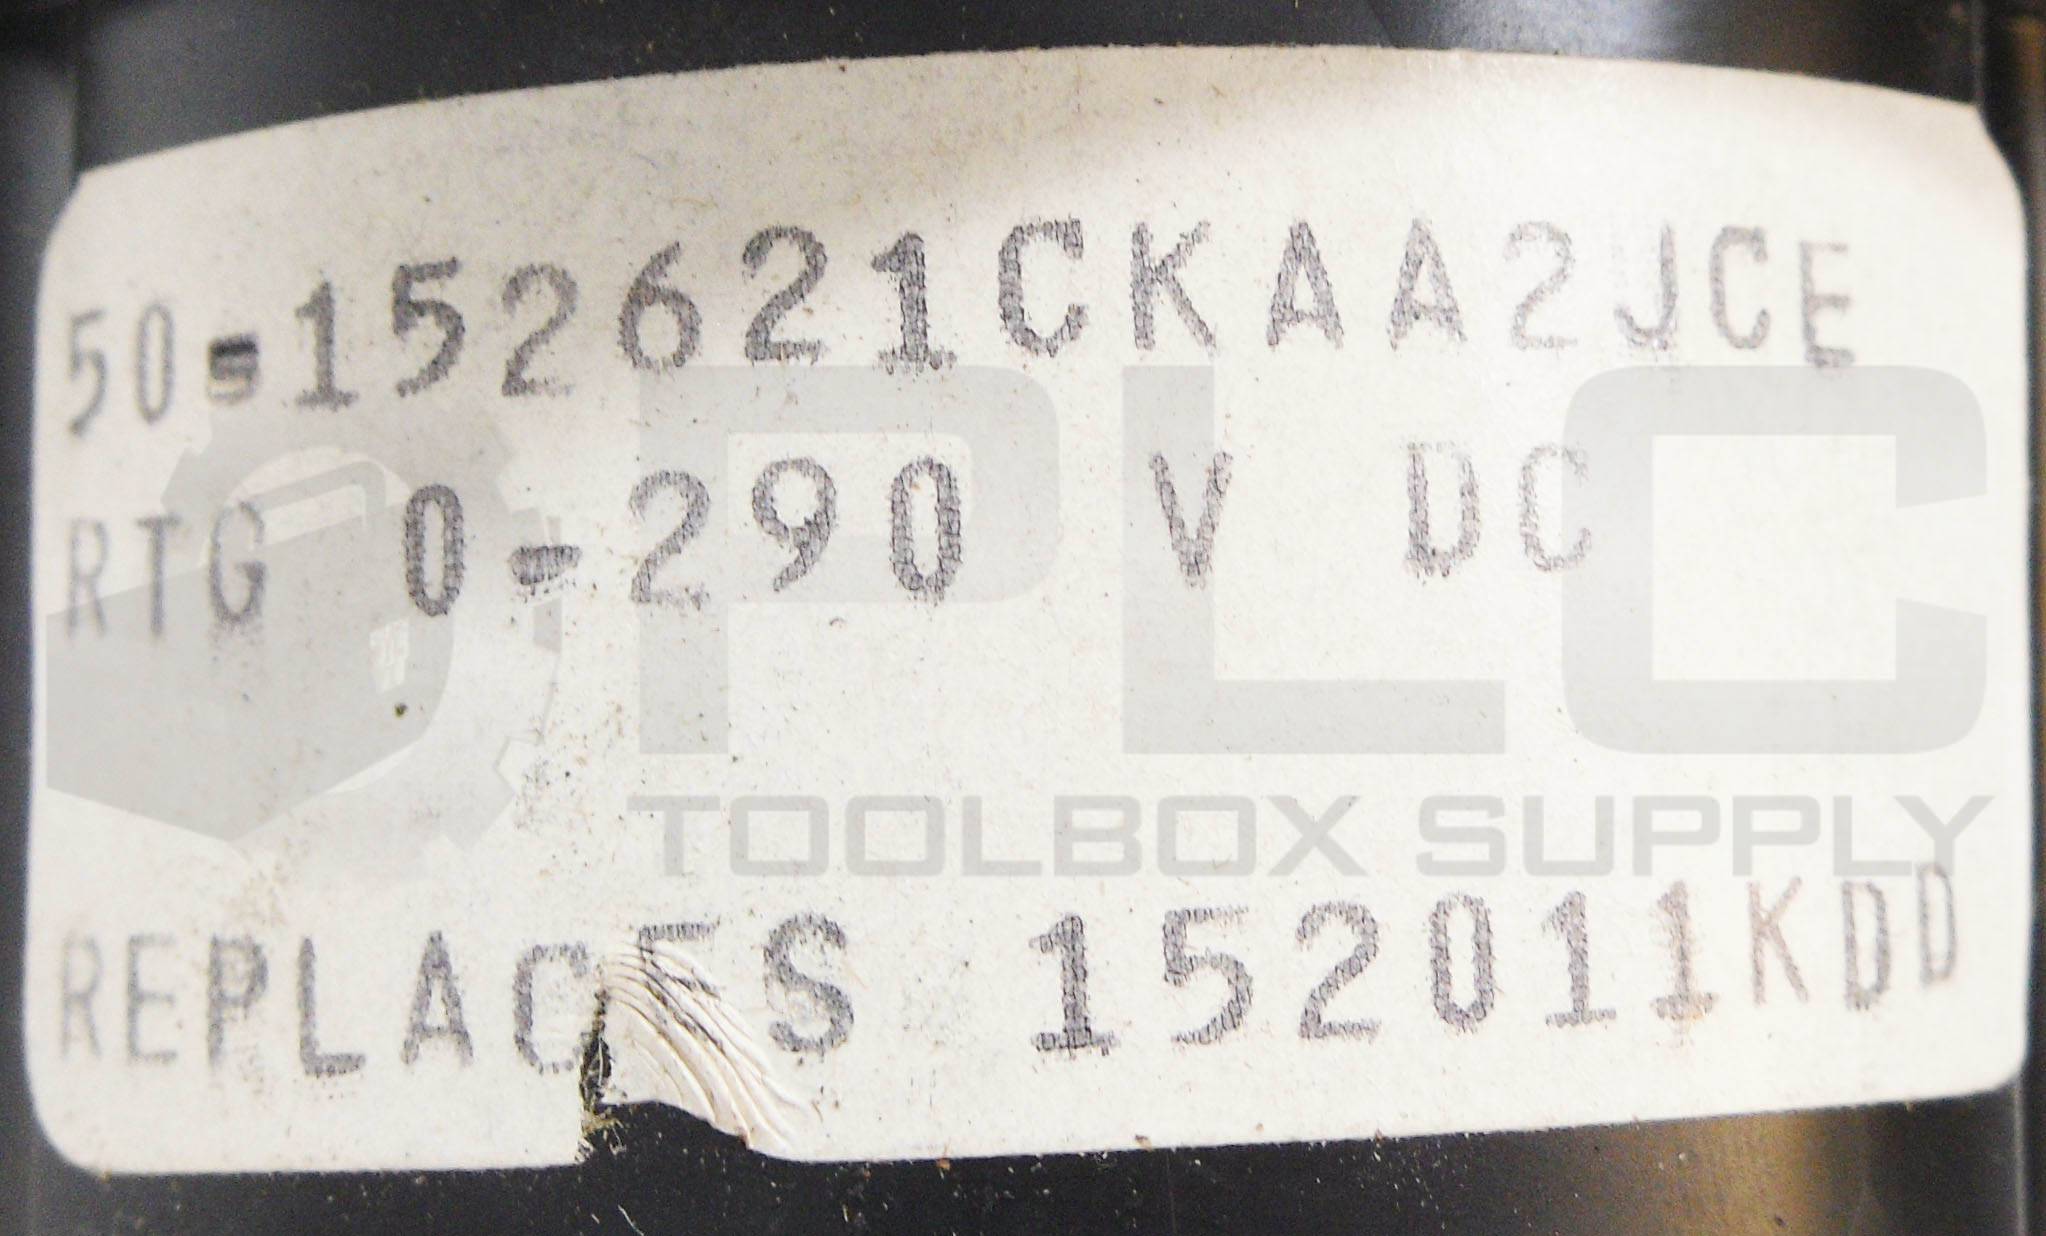 50-152621CKAA2JCE
RTG 0-290 V DC
PLC
TOOLBOX SUPPLY
REPLACES 152011KDD